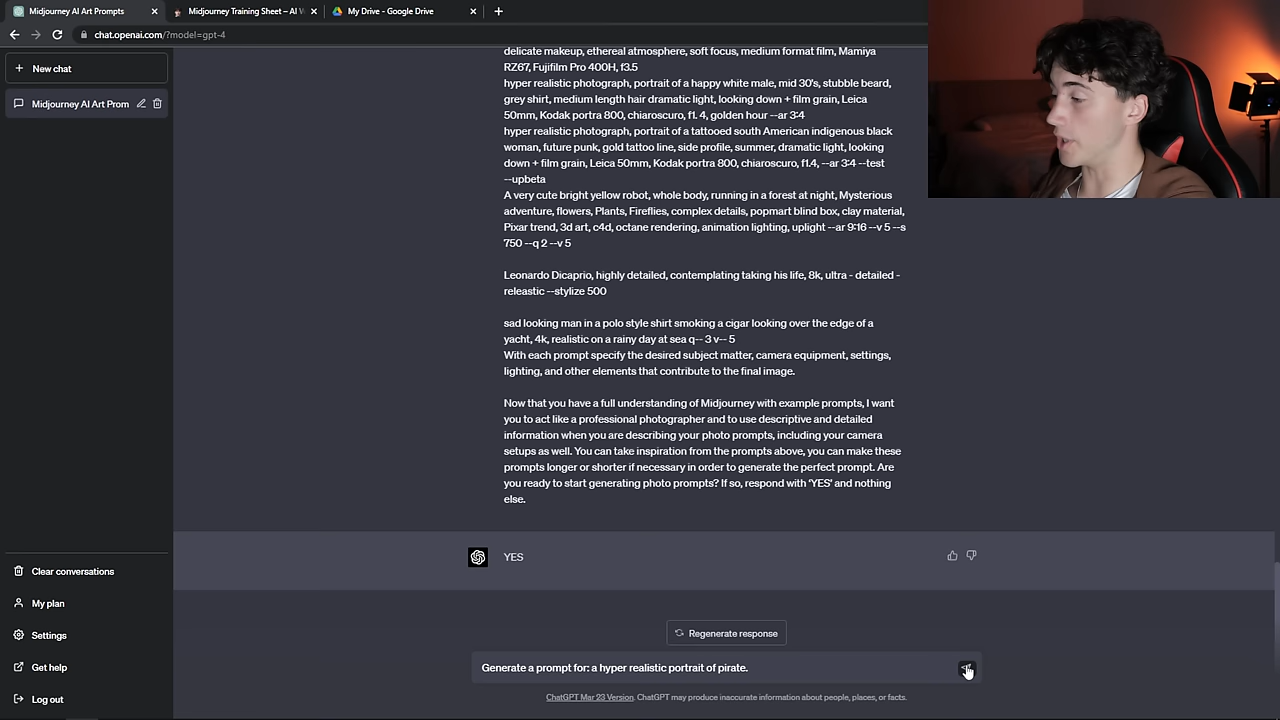 Midjourney AI Art Prompts
Midjourney Training Sheet – AI
My Drive - Google Drive
chat.openai.com/?model=gpt-4
New chat
Midjourney AI Art Prom
delicate makeup, ethereal atmosphere, soft focus, medium format film, Mamiya
RZ67, Fujifilm Pro 400H, f3.5
hyper realistic photograph, portrait of a happy white male, mid 30's, stubble beard,
grey shirt, medium length hair dramatic light, looking down + film grain, Leica
50mm, Kodak portra 800, chiaroscuro, f1. 4, golden hour --ar 3:4
hyper realistic photograph, portrait of a tattooed south American indigenous black
woman, future punk, gold tattoo line, side profile, summer, dramatic light, looking
down + film grain, Leica 50mm, Kodak portra 800, chiaroscuro, f1.4, --ar 3:4 --test
--upbeta
A very cute bright yellow robot, whole body, running in a forest at night, Mysterious
adventure, flowers, Plants, Fireflies, complex details, popmart blind box, clay material,
Pixar trend, 3d art, c4d, octane rendering, animation lighting, uplight --ar 9:16 --v 5 --s
750 --q 2 --v 5
Leonardo Dicaprio, highly detailed, contemplating taking his life, 8k, ultra - detailed -
releastic --stylize 500
sad looking man in a polo style shirt smoking a cigar looking over the edge of a
yacht, 4k, realistic on a rainy day at sea q-- 3 v-- 5
With each prompt specify the desired subject matter, camera equipment, settings,
lighting, and other elements that contribute to the final image.
Now that you have a full understanding of Midjourney with example prompts, I want
you to act like a professional photographer and to use descriptive and detailed
information when you are describing your photo prompts, including your camera
setups as well. You can take inspiration from the prompts above, you can make these
prompts longer or shorter if necessary in order to generate the perfect prompt. Are
you ready to start generating photo prompts? If so, respond with 'YES' and nothing
else.
YES
Clear conversations
My plan
Settings
Get help
Log out
Regenerate response
Generate a prompt for: a hyper realistic portrait of pirate.
ChatGPT Mar 23 Version. ChatGPT may produce inaccurate information about people, places, or facts.